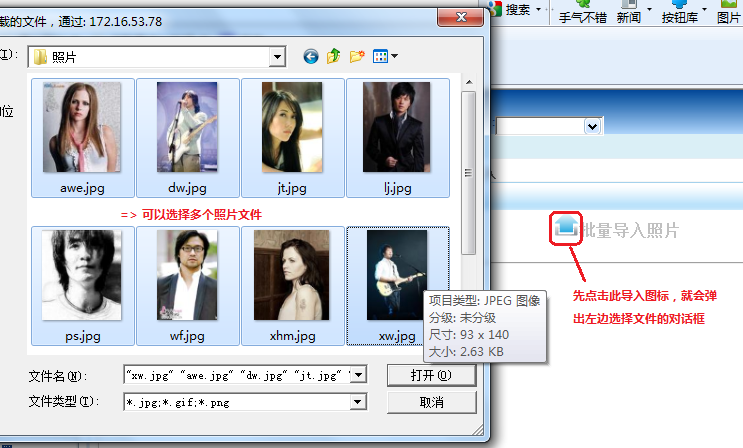 载的文件，通过: 172.16.53.78
搜索
手气不错
新闻
按钮库
图片
(I):
照片
awe.jpg
dw.jpg
jt.jpg
lj.jpg
=> 可以选择多个照片文件
ps.jpg
wf.jpg
xhm.jpg
xw.jpg
项目类型: JPEG 图像
分级: 未分级
尺寸: 93 x 140
大小: 2.63 KB
文件名(N):
"xw.jpg" "awe.jpg" "dw.jpg" "jt.jpg" "
打开(O)
文件类型(T):
*.jpg;*.gif;*.png
取消
批量导入照片
先点击此导入图标，就会弹
出左边选择文件的对话框